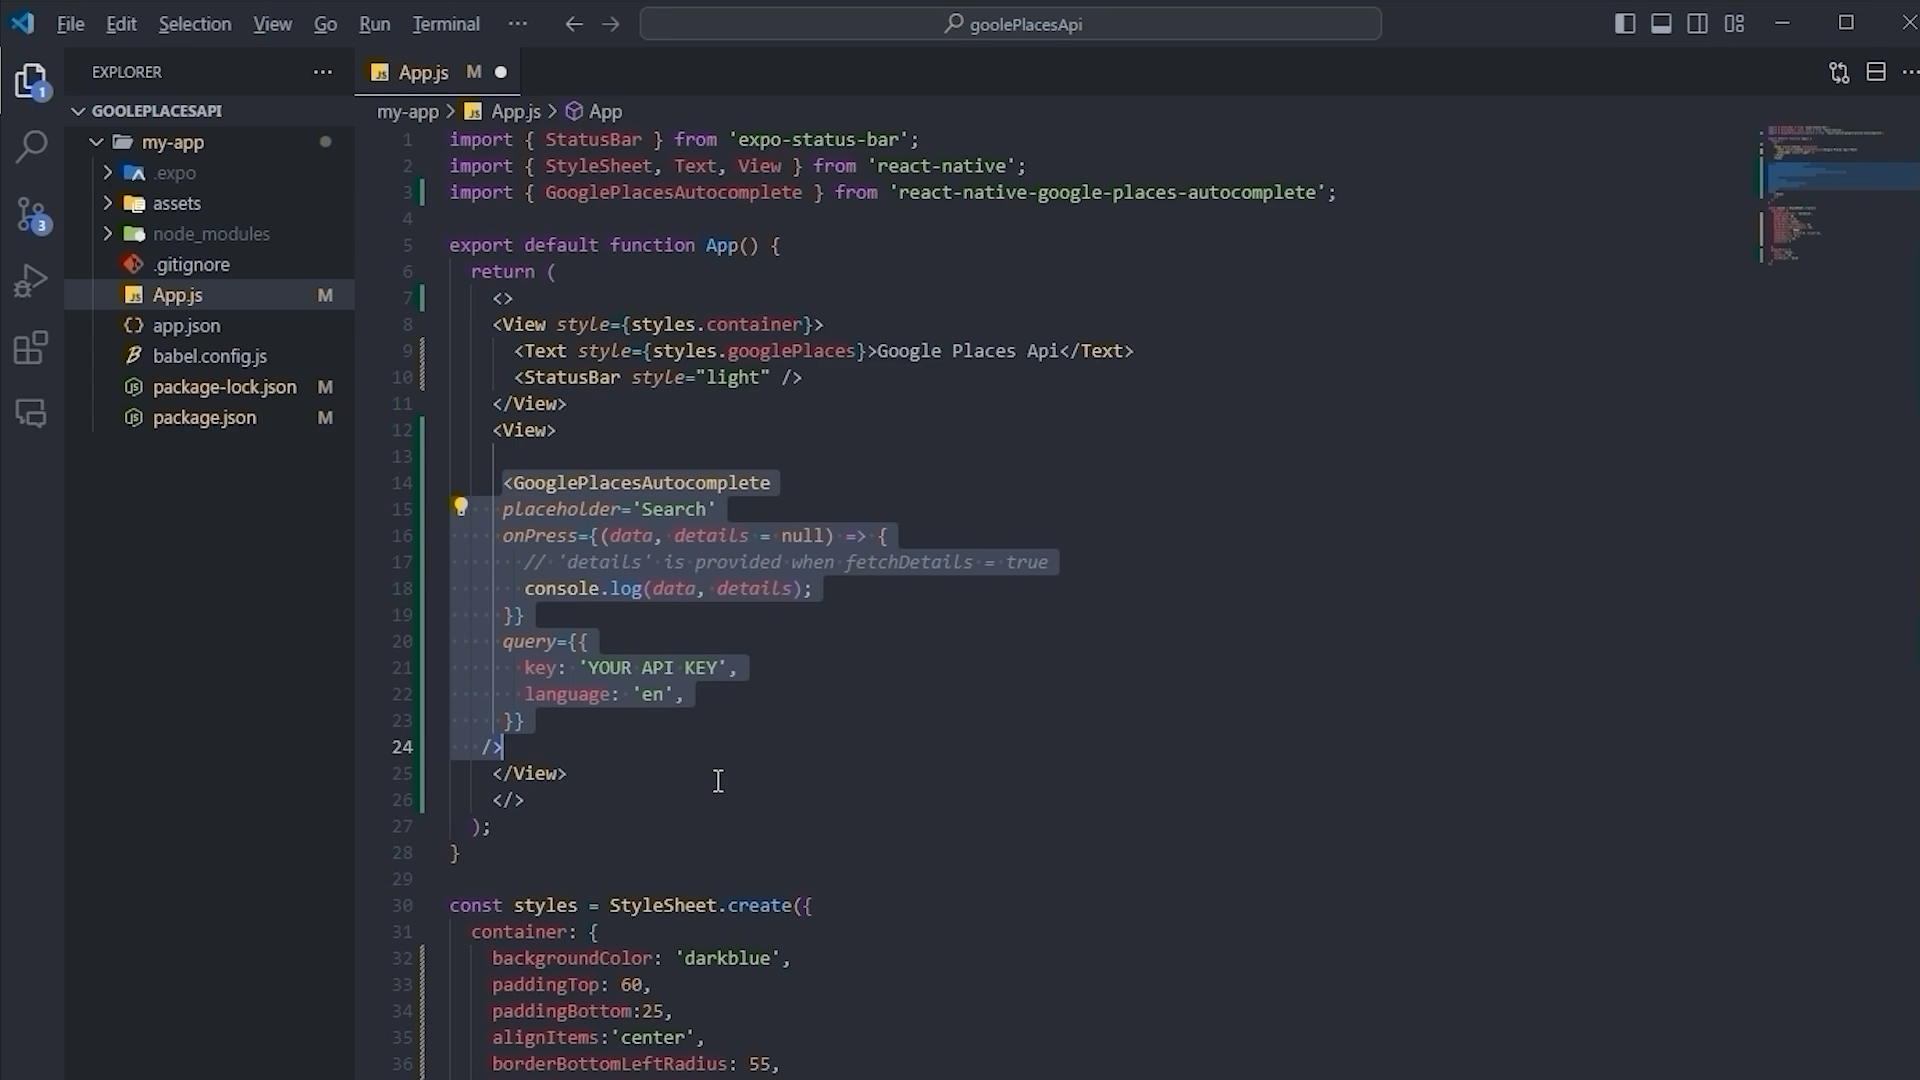 File Edit Selection View Go Run Terminal ··· goolePlacesApi
EXPLORER ···
App.js M
GOOLEPLACESAPI
my-app > App.js > App
my-app
.expo
assets
node_modules
.gitignore
App.js M
app.json
babel.config.js
package-lock.json M
package.json M
1
3
1 import { StatusBar } from 'expo-status-bar';
2 import { StyleSheet, Text, View } from 'react-native';
3 import { GooglePlacesAutocomplete } from 'react-native-google-places-autocomplete';
4
5 export default function App() {
6 return (
7 <>
8 <View style={styles.container}>
9 <Text style={styles.googlePlaces}>Google Places Api</Text>
10 <StatusBar style="light" />
11 </View>
12 <View>
13
14 <GooglePlacesAutocomplete
15 placeholder='Search'
16 onPress={(data, details = null) => {
17 // 'details' is provided when fetchDetails = true
18 console.log(data, details);
19 }}
20 query={{
21 key: 'YOUR API KEY',
22 language: 'en',
23 }}
24 />
25 </View>
26 </>
27 );
28 }
29
30 const styles = StyleSheet.create({
31 container: {
32 backgroundColor: 'darkblue',
33 paddingTop: 60,
34 paddingBottom:25,
35 alignItems:'center',
36 borderBottomLeftRadius: 55,